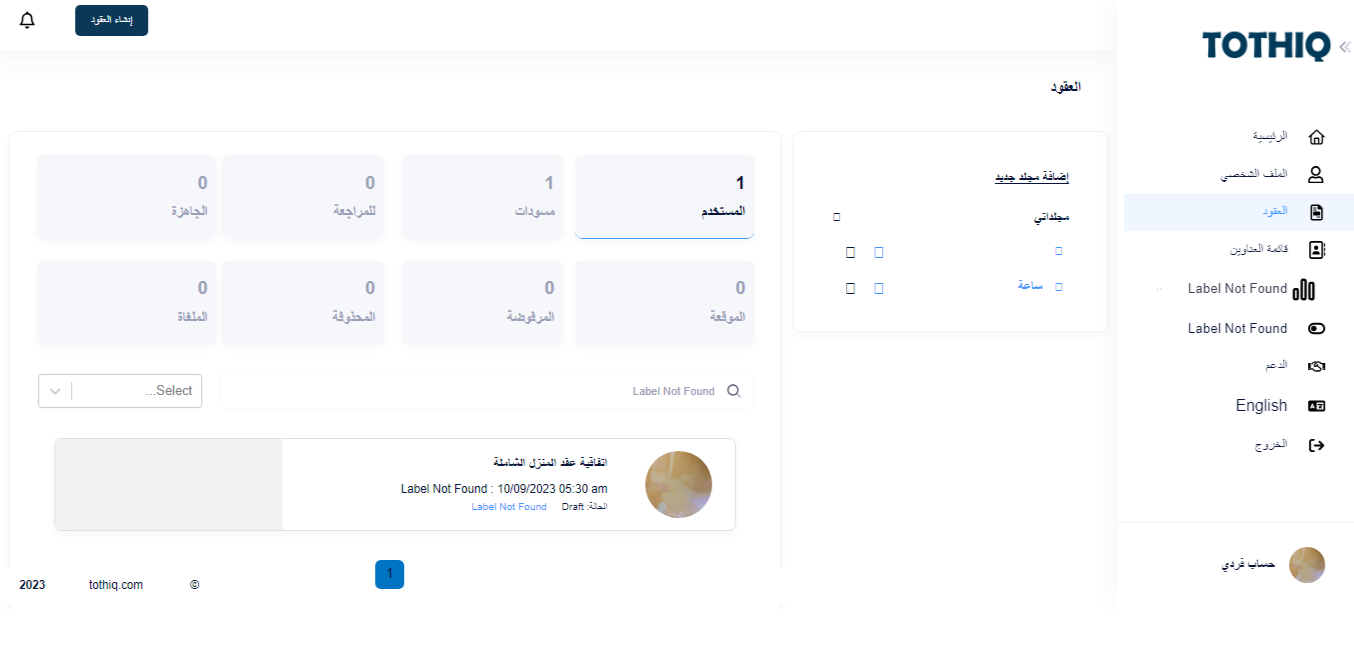 TOTHIQ
إنشاء العقود
الرئيسية
الملف الشخصي
العقود
قائمة العناوين
Label Not Found
Label Not Found
الدعم
English
الخروج
حساب فردي
العقود
إضافة مجلد جديد
مجلداتي
ساعة
1 1 0 0
المستخدم مسودات للمراجعة الجاهزة
0 0 0 0
الموقعة المرفوضة المحذوفة الملغاة
Label Not Found
Select...
اتفاقية عقد المنزل الشاملة
Label Not Found : 10/09/2023 05:30 am
الحالة: Draft Label Not Found
1
© tothiq.com 2023